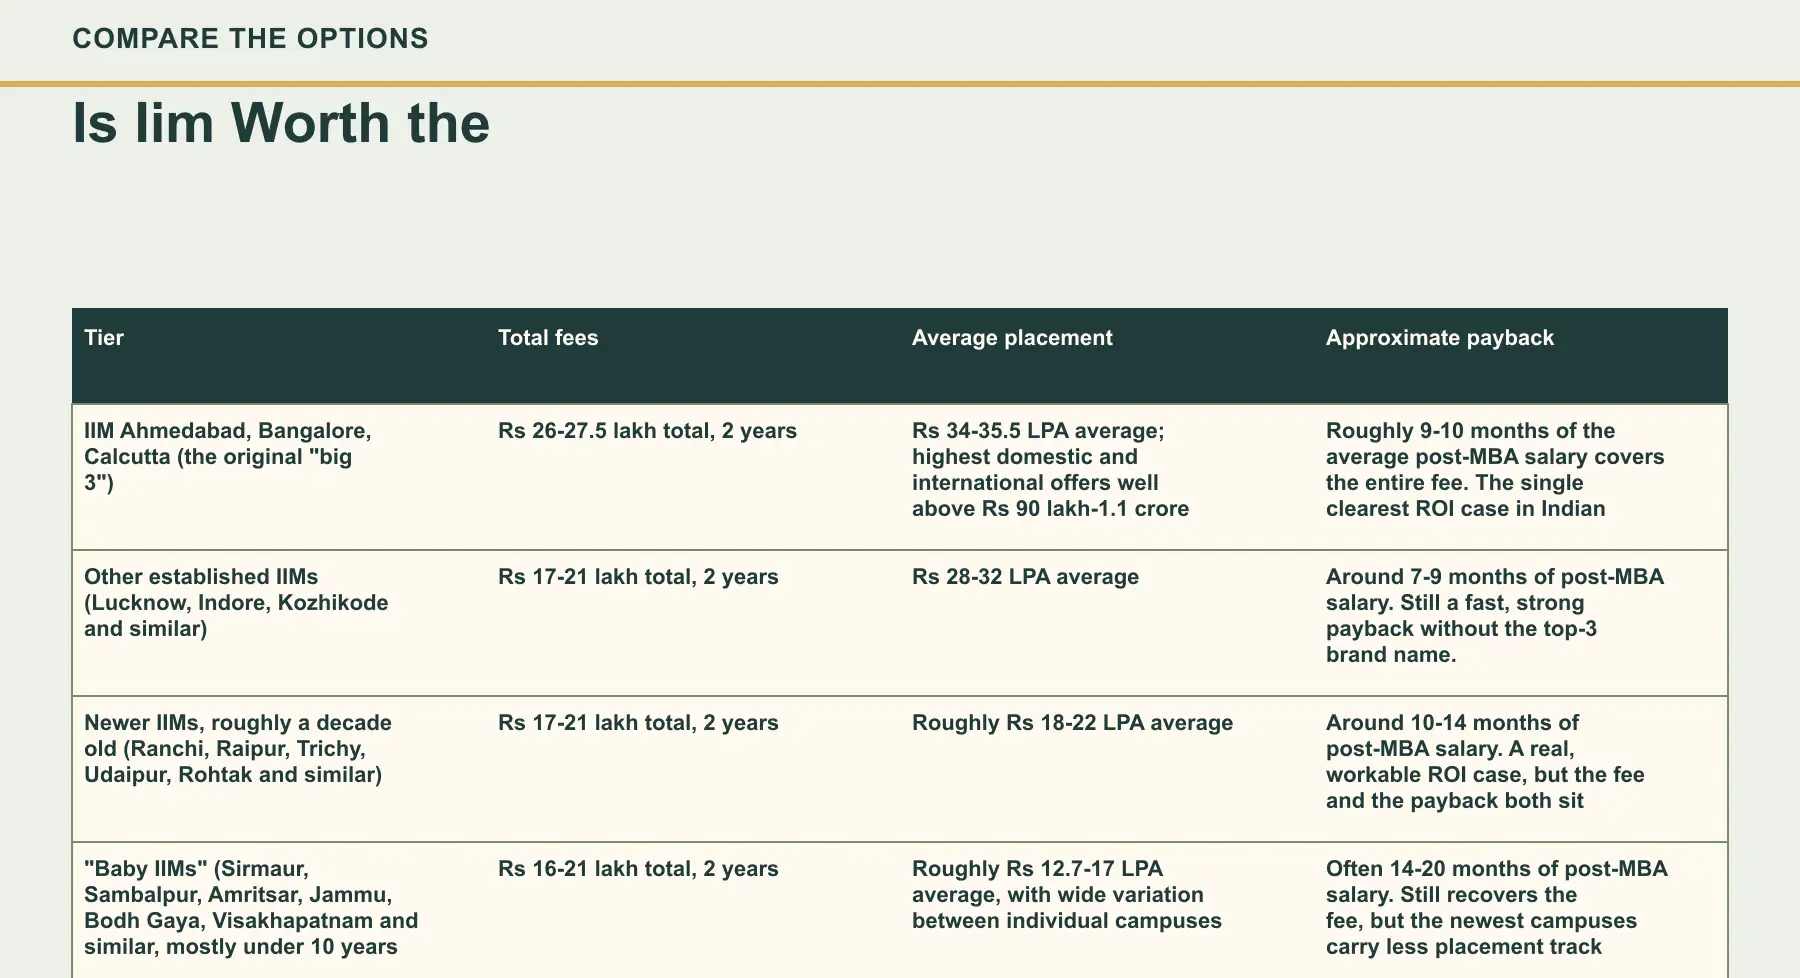 COMPARE THE OPTIONS
Is Iim Worth the
Tier
Total fees
Average placement
Approximate payback
IIM Ahmedabad, Bangalore,
Calcutta (the original "big
3")
Rs 26-27.5 lakh total, 2 years
Rs 34-35.5 LPA average;
highest domestic and
international offers well
above Rs 90 lakh-1.1 crore
Roughly 9-10 months of the
average post-MBA salary covers
the entire fee. The single
clearest ROI case in Indian
Other established IIMs
(Lucknow, Indore, Kozhikode
and similar)
Rs 17-21 lakh total, 2 years
Rs 28-32 LPA average
Around 7-9 months of post-MBA
salary. Still a fast, strong
payback without the top-3
brand name.
Newer IIMs, roughly a decade
old (Ranchi, Raipur, Trichy,
Udaipur, Rohtak and similar)
Rs 17-21 lakh total, 2 years
Roughly Rs 18-22 LPA average
Around 10-14 months of
post-MBA salary. A real,
workable ROI case, but the fee
and the payback both sit
"Baby IIMs" (Sirmaur,
Sambalpur, Amritsar, Jammu,
Bodh Gaya, Visakhapatnam and
similar, mostly under 10 years
Rs 16-21 lakh total, 2 years
Roughly Rs 12.7-17 LPA
average, with wide variation
between individual campuses
Often 14-20 months of post-MBA
salary. Still recovers the
fee, but the newest campuses
carry less placement track